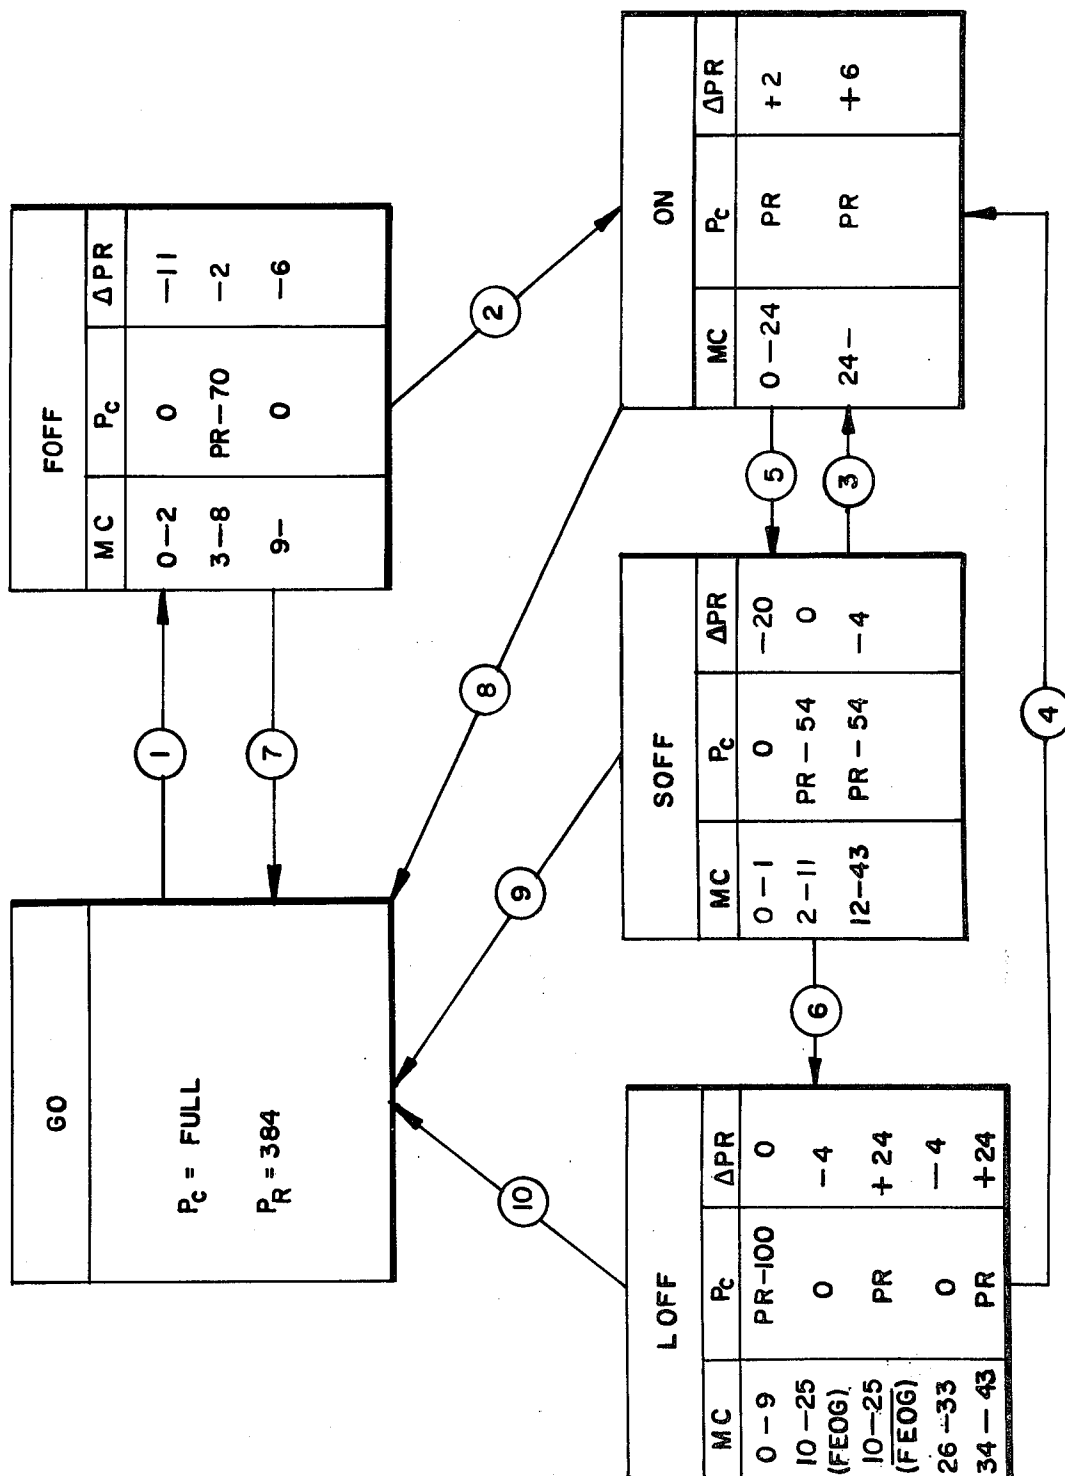 GO
Pc = FULL
PR = 384
FOFF
MC Pc ΔPR
0-2 0 -11
3-8 PR-70 -2
9- 0 -6
LOFF
MC Pc ΔPR
0-9 PR-100 0
10-25 (FEOG) 0 -4
10-25 (F̅E̅O̅G̅) PR +24
26-33 0 -4
34-43 PR +24
SOFF
MC Pc ΔPR
0-1 0 -20
2-11 PR-54 0
12-43 PR-54 -4
ON
MC Pc ΔPR
0-24 PR +2
24- PR +6
1
7
2
8
9
10
5
3
6
4